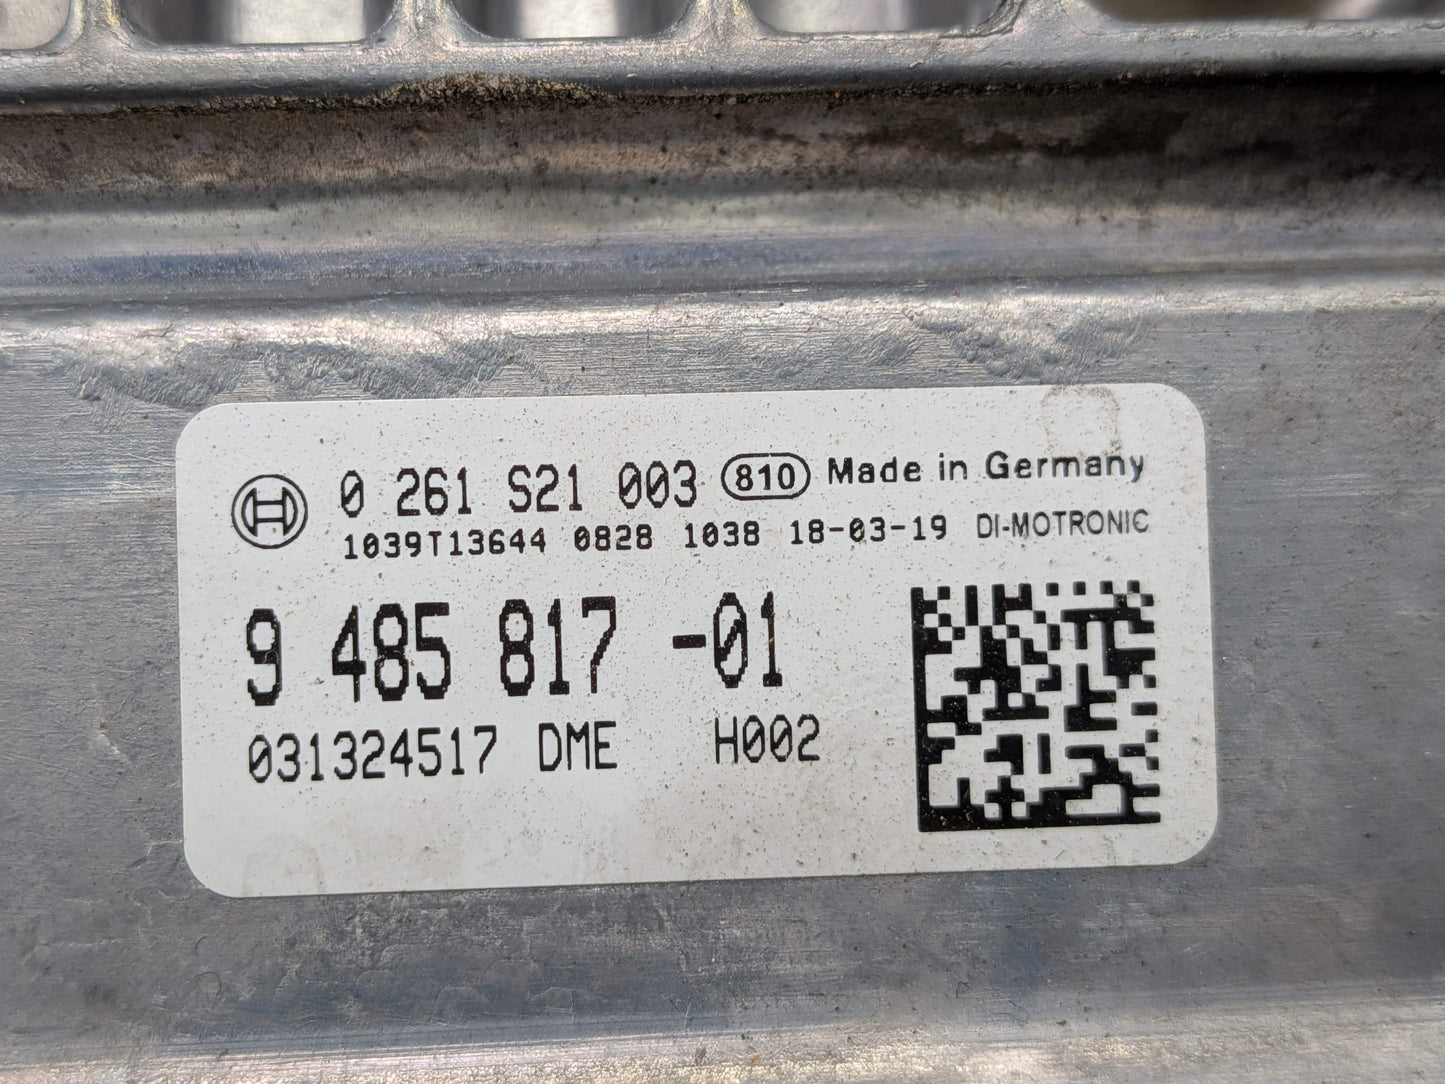 0 261 S21 003 810 Made in Germany
1039T13644 0828 1038 18-03-19 DI-MOTRONIC
9 485 817 -01
031324517 DME H002